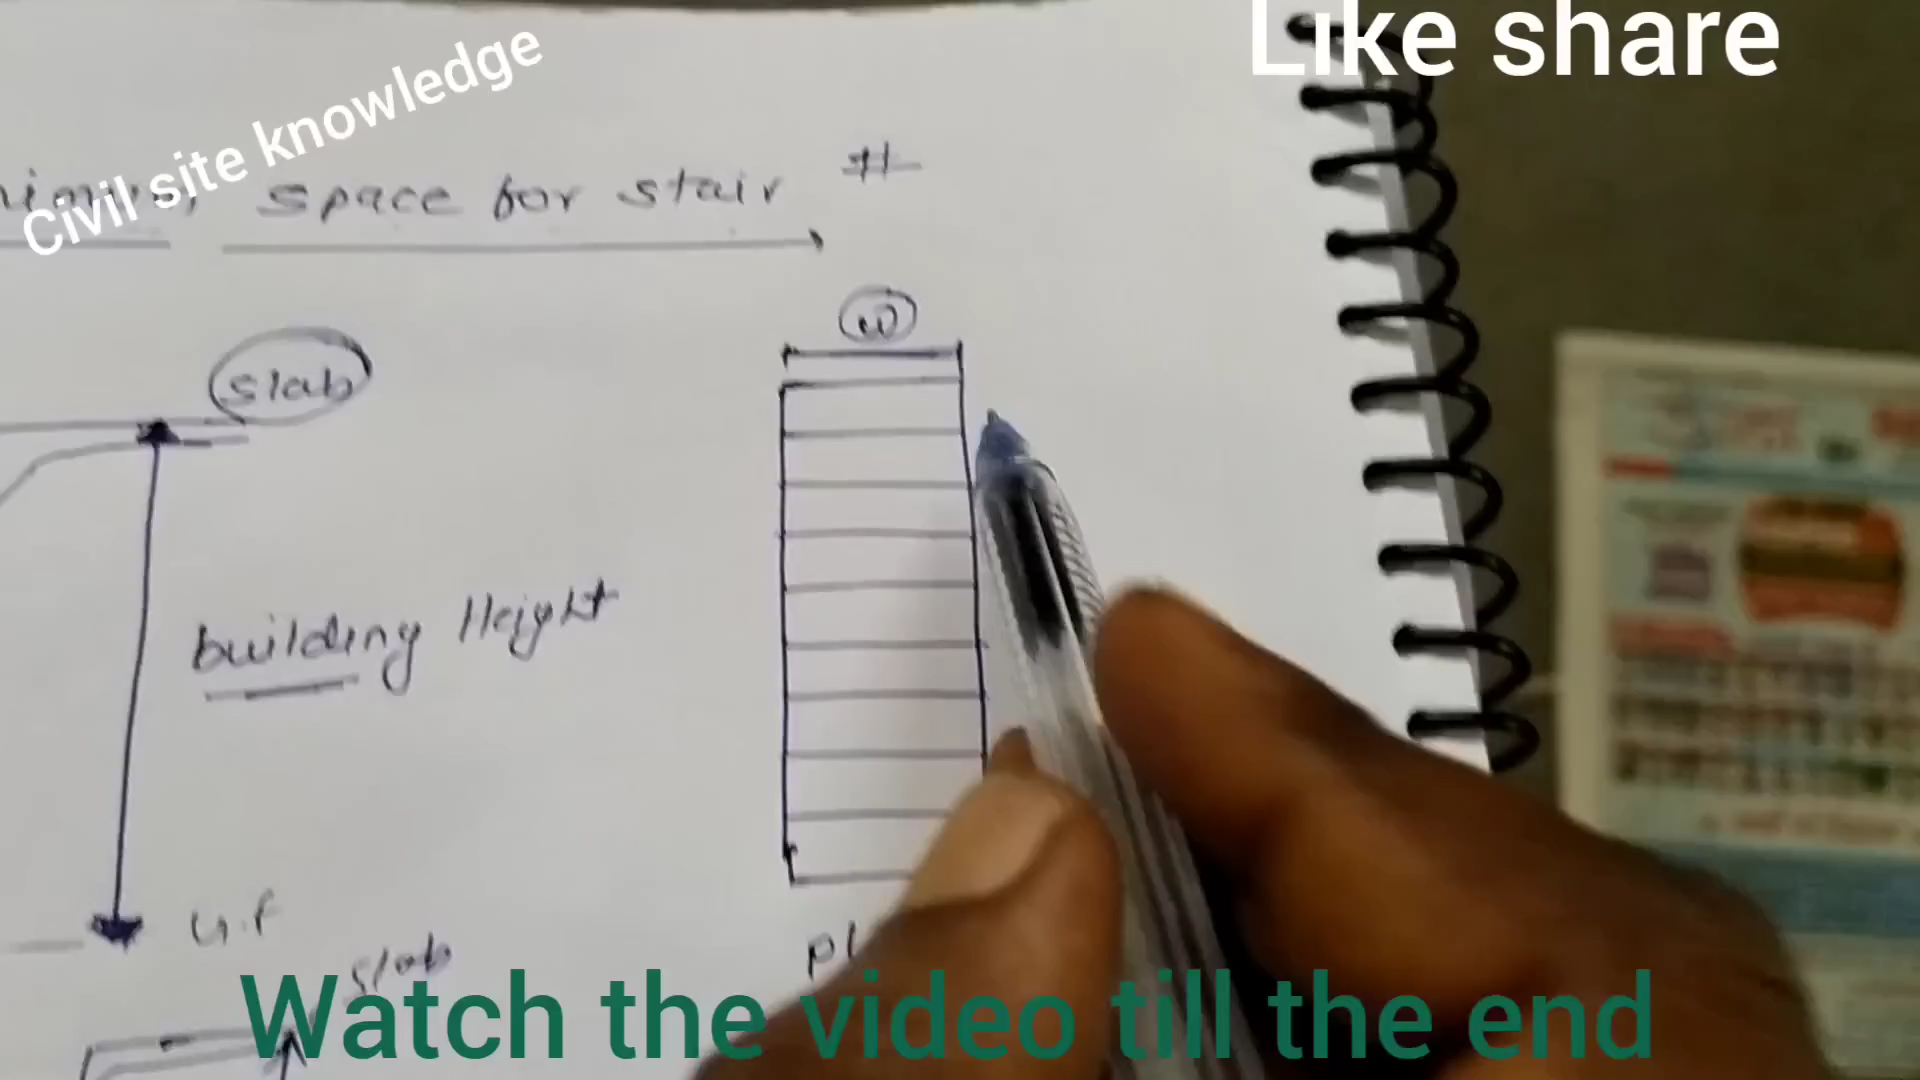 Like share
Civil site knowledge
space for stair #
w
slab
building Height
G.F
slab
Watch the video till the end